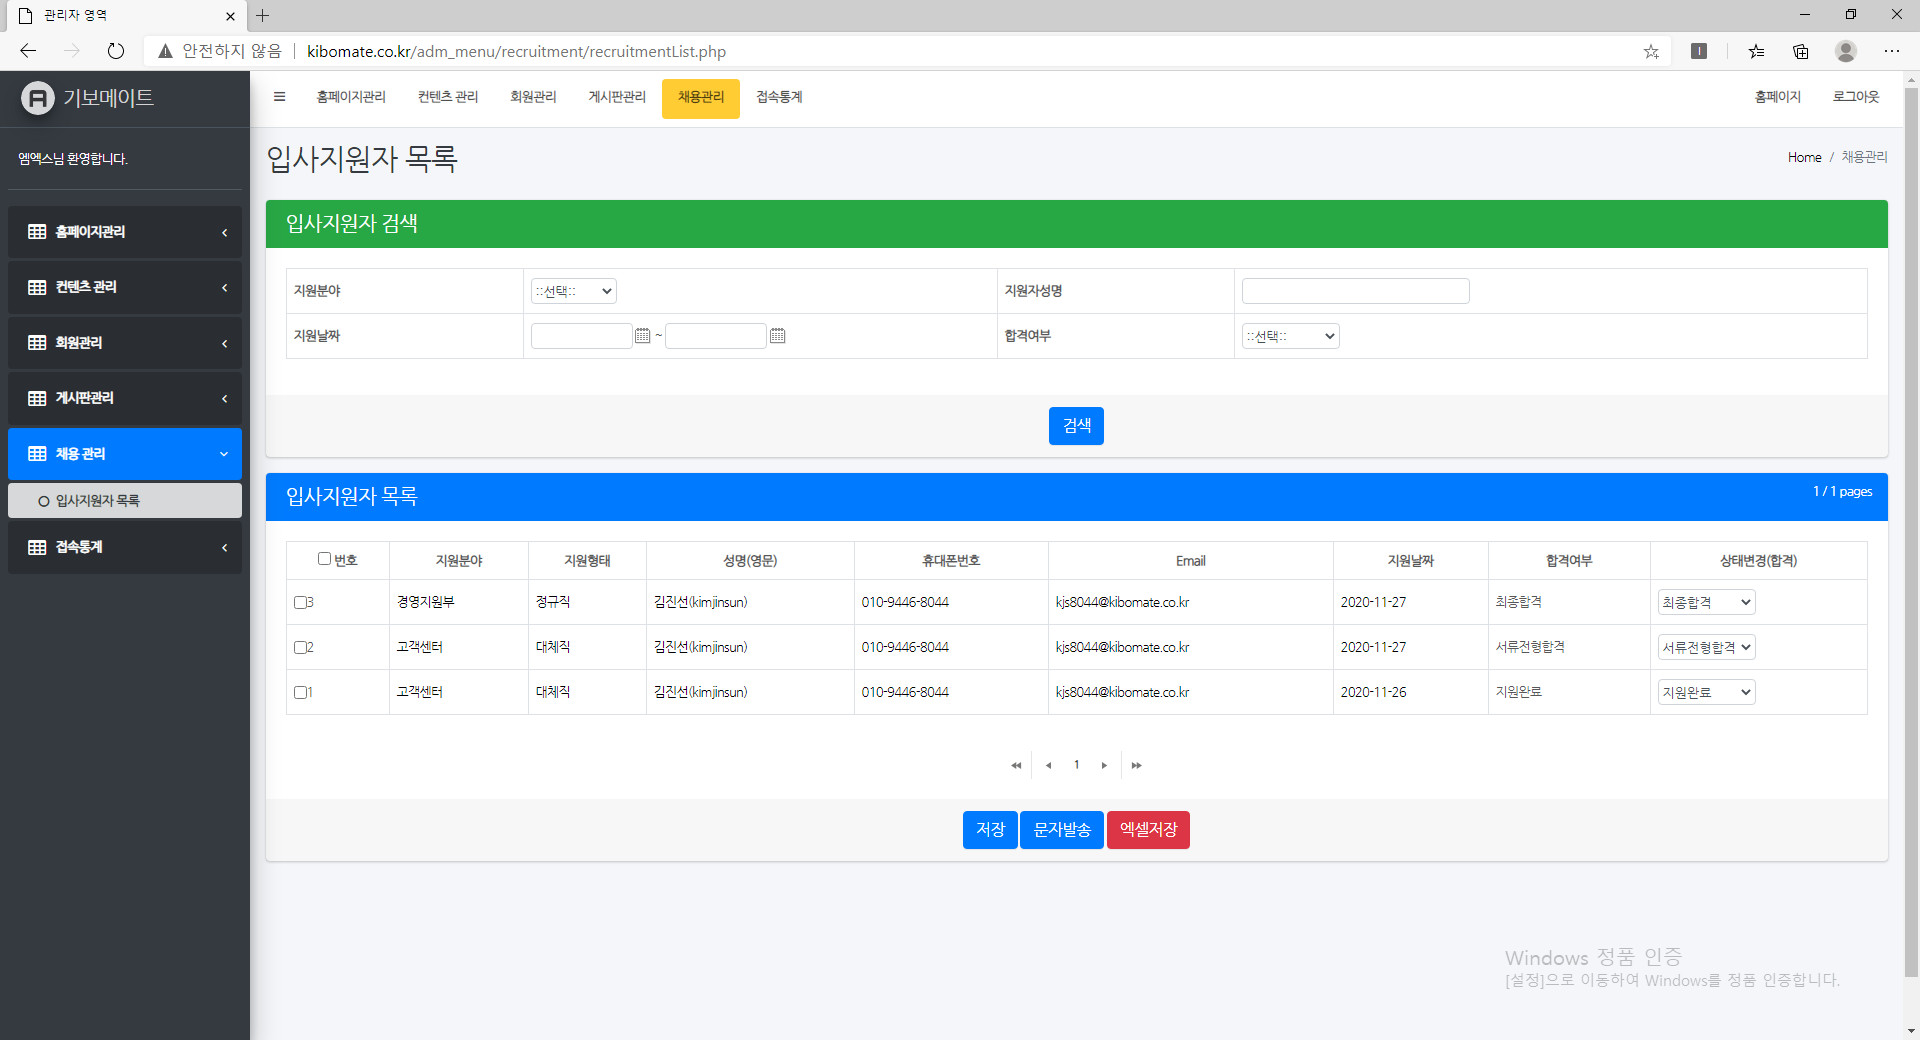 관리자 영역
안전하지 않음 | kibomate.co.kr/adm_menu/recruitment/recruitmentList.php
기보메이트
홈페이지관리 컨텐츠 관리 회원관리 게시판관리 채용관리 접속통계 홈페이지 로그아웃
엠엑스님 환영합니다.
입사지원자 목록
Home / 채용관리
홈페이지관리
컨텐츠 관리
회원관리
게시판관리
채용 관리
입사지원자 목록
접속통계
입사지원자 검색
지원분야 ::선택:: 지원자성명
지원날짜 ~ 합격여부 ::선택::
검색
입사지원자 목록 1 / 1 pages
번호 지원분야 지원형태 성명(영문) 휴대폰번호 Email 지원날짜 합격여부 상태변경(합격)
3 경영지원부 정규직 김진선(kimjinsun) 010-9446-8044 kjs8044@kibomate.co.kr 2020-11-27 최종합격 최종합격
2 고객센터 대체직 김진선(kimjinsun) 010-9446-8044 kjs8044@kibomate.co.kr 2020-11-27 서류전형합격 서류전형합격
1 고객센터 대체직 김진선(kimjinsun) 010-9446-8044 kjs8044@kibomate.co.kr 2020-11-26 지원완료 지원완료
1
저장 문자발송 엑셀저장
Windows 정품 인증
[설정]으로 이동하여 Windows를 정품 인증합니다.